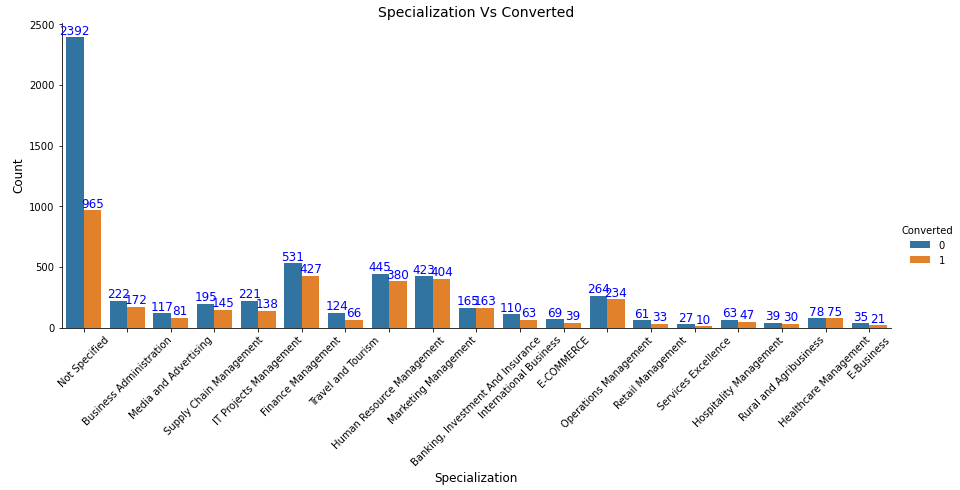 Specialization Vs Converted
2500
2000
1500
1000
500
0
Count
2392 965
222 172
117 81
195 145
221 138
531 427
124 66
445 380
423 404
165 163
110 63
69 39
264 234
61 33
27 10
63 47
39 30
78 75
35 21
Not Specified
Business Administration
Media and Advertising
Supply Chain Management
IT Projects Management
Finance Management
Travel and Tourism
Human Resource Management
Marketing Management
Banking, Investment And Insurance
International Business
E-COMMERCE
Operations Management
Retail Management
Services Excellence
Hospitality Management
Rural and Agribusiness
Healthcare Management
E-Business
Specialization
Converted
0
1